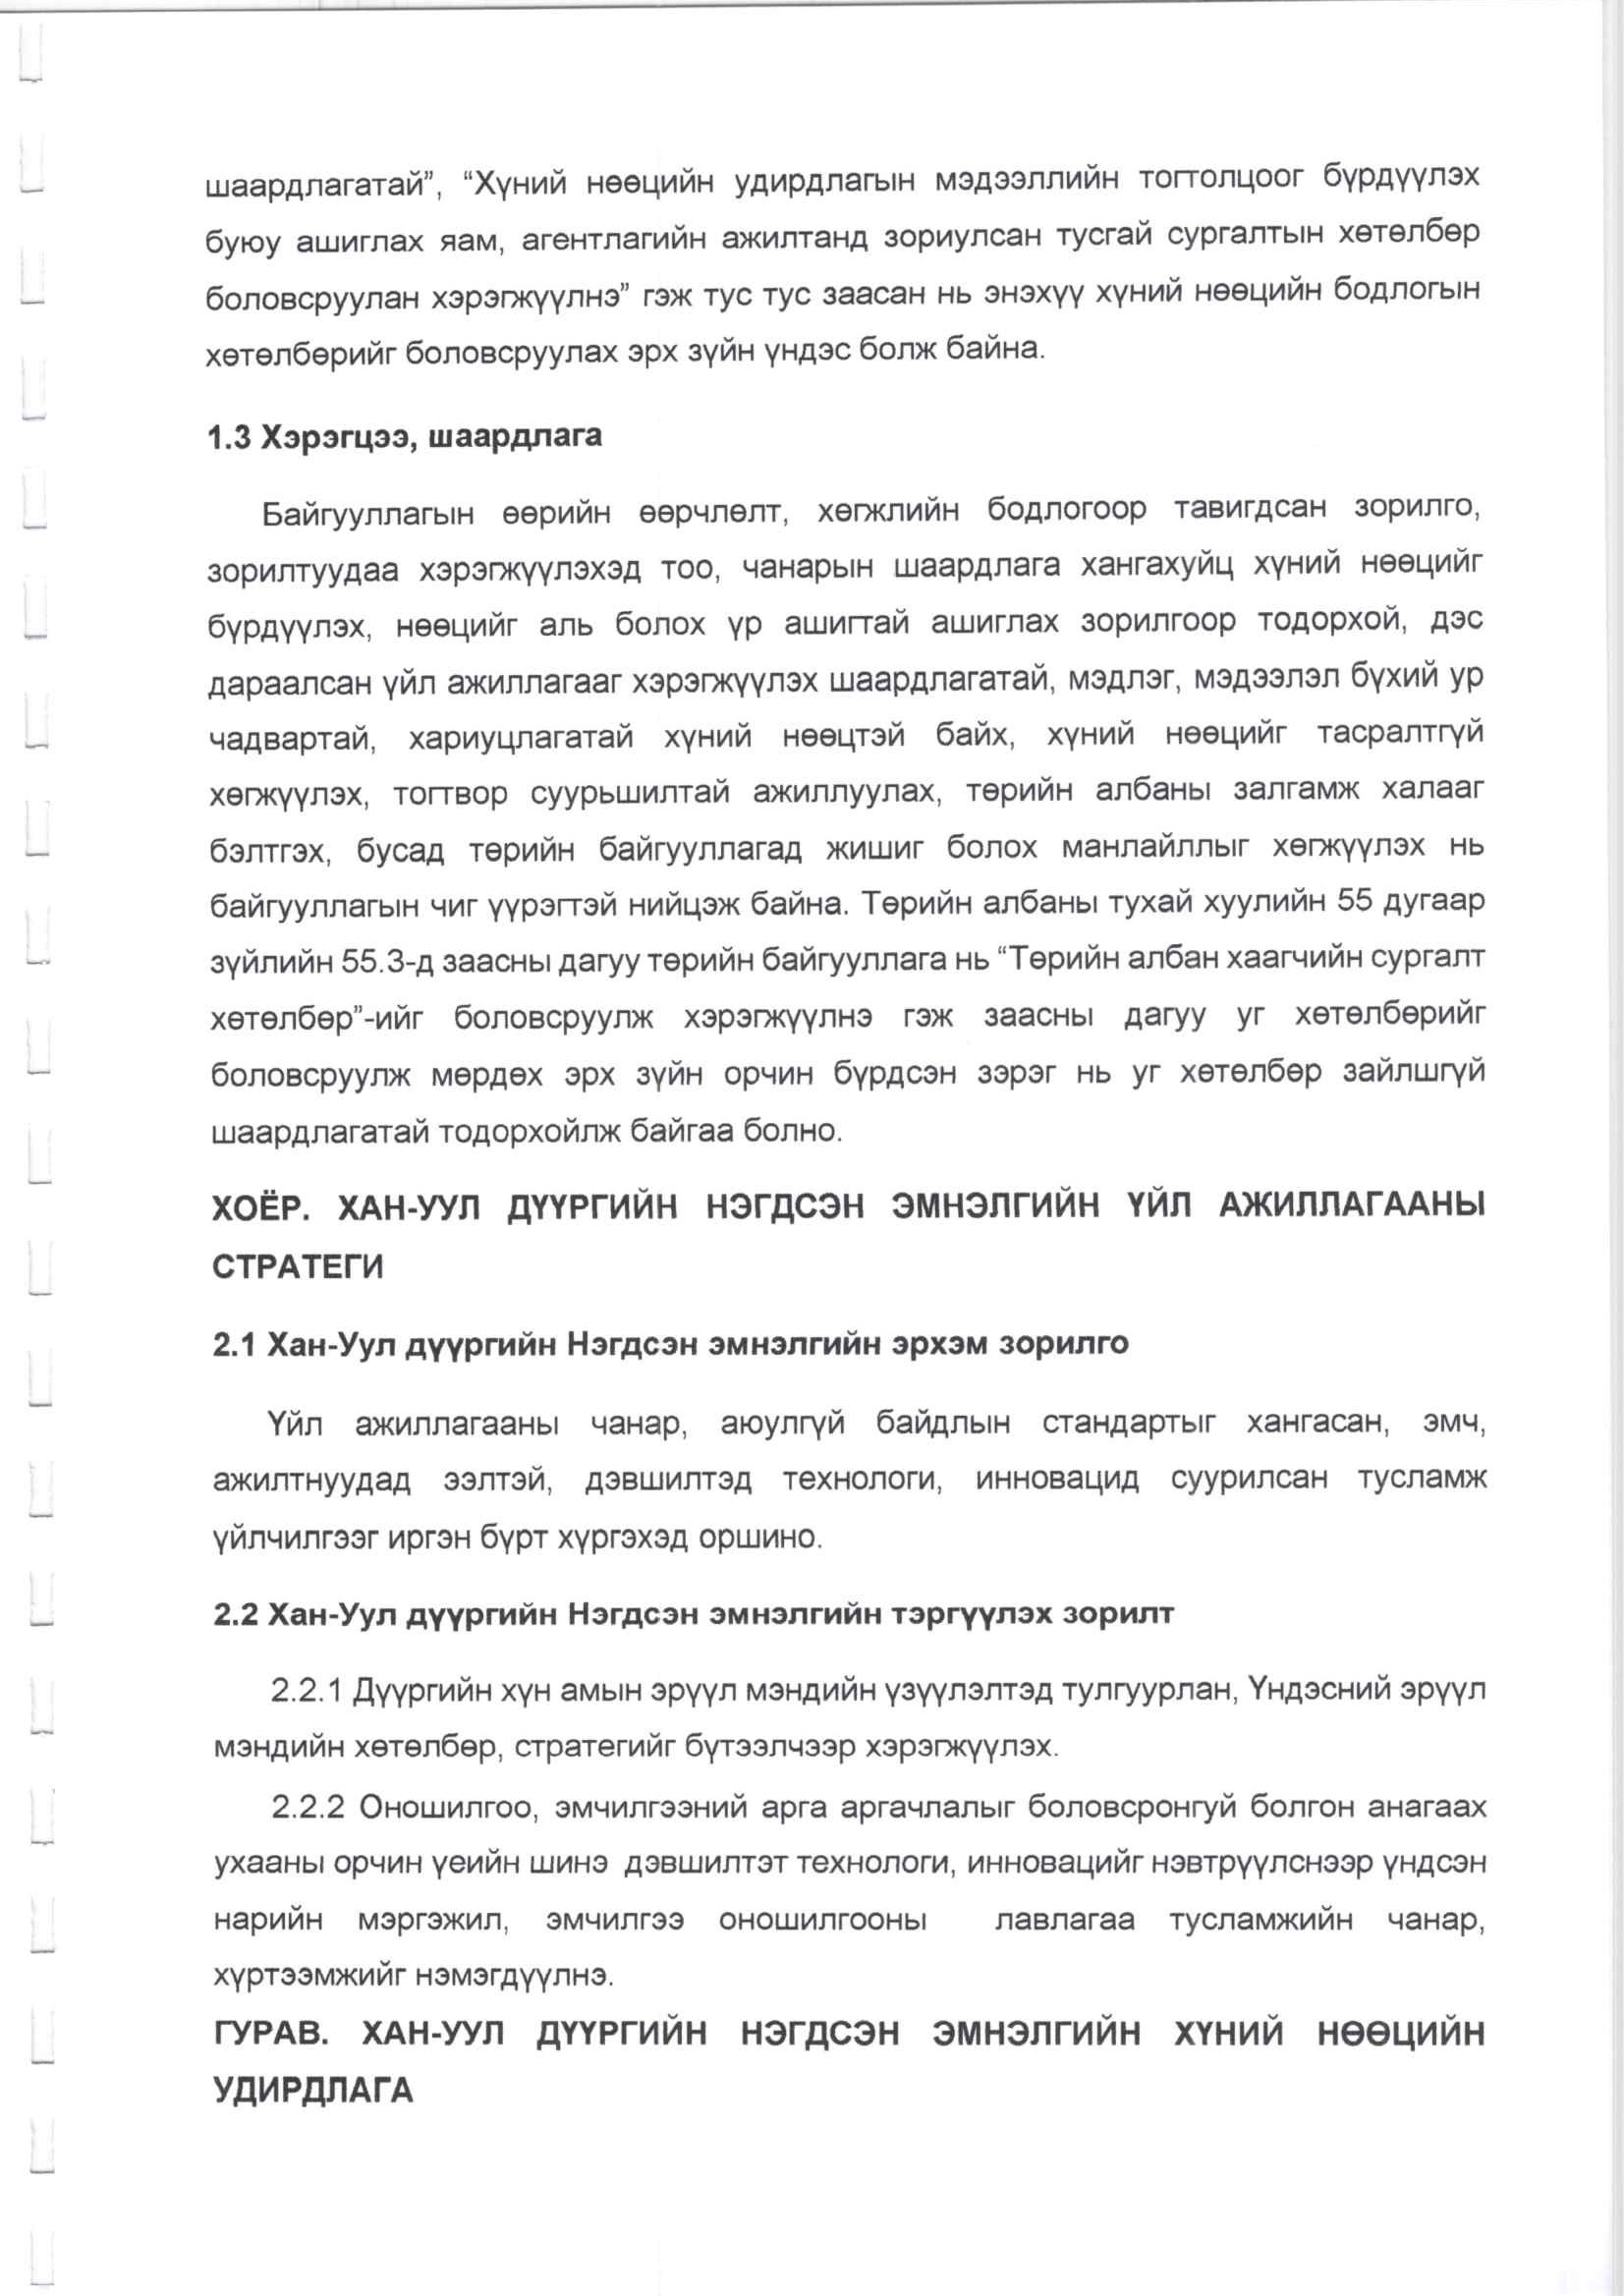 шаардлагатай”, “Хүний нөөцийн удирдлагын мэдээллийн тогтолцоог бүрдүүлэх
буюу ашиглах яам, агентлагийн ажилтанд зориулсан тусгай сургалтын хөтөлбөр
боловсруулан хэрэгжүүлнэ” гэж тус тус заасан нь энэхүү хүний нөөцийн бодлогын
хөтөлбөрийг боловсруулах эрх зүйн үндэс болж байна.
1.3 Хэрэгцээ, шаардлага
Байгууллагын өөрийн өөрчлөлт, хөгжлийн бодлогоор тавигдсан зорилго,
зорилтуудаа хэрэгжүүлэхэд тоо, чанарын шаардлага хангахуйц хүний нөөцийг
бүрдүүлэх, нөөцийг аль болох үр ашигтай ашиглах зорилгоор тодорхой, дэс
дараалсан үйл ажиллагааг хэрэгжүүлэх шаардлагатай, мэдлэг, мэдээлэл бүхий ур
чадвартай, хариуцлагатай хүний нөөцтэй байх, хүний нөөцийг тасралтгүй
хөгжүүлэх, тогтвор суурьшилтай ажиллуулах, төрийн албаны залгамж халааг
бэлтгэх, бусад төрийн байгууллагад жишиг болох манлайллыг хөгжүүлэх нь
байгууллагын чиг үүрэгтэй нийцэж байна. Төрийн албаны тухай хуулийн 55 дугаар
зүйлийн 55.3-д заасны дагуу төрийн байгууллага нь “Төрийн албан хаагчийн сургалт
хөтөлбөр”-ийг боловсруулж хэрэгжүүлнэ гэж заасны дагуу уг хөтөлбөрийг
боловсруулж мөрдөх эрх зүйн орчин бүрдсэн зэрэг нь уг хөтөлбөр зайлшгүй
шаардлагатай тодорхойлж байгаа болно.
ХОЁР. ХАН-УУЛ ДҮҮРГИЙН НЭГДСЭН ЭМНЭЛГИЙН ҮЙЛ АЖИЛЛАГААНЫ
СТРАТЕГИ
2.1 Хан-Уул дүүргийн Нэгдсэн эмнэлгийн эрхэм зорилго
Үйл ажиллагааны чанар, аюулгүй байдлын стандартыг хангасан, эмч,
ажилтнуудад ээлтэй, дэвшилтэд технологи, инновацид суурилсан тусламж
үйлчилгээг иргэн бүрт хүргэхэд оршино.
2.2 Хан-Уул дүүргийн Нэгдсэн эмнэлгийн тэргүүлэх зорилт
2.2.1 Дүүргийн хүн амын эрүүл мэндийн үзүүлэлтэд тулгуурлан, Үндэсний эрүүл
мэндийн хөтөлбөр, стратегийг бүтээлчээр хэрэгжүүлэх.
2.2.2 Оношилгоо, эмчилгээний арга аргачлалыг боловсронгуй болгон анагаах
ухааны орчин үеийн шинэ дэвшилтэт технологи, инновацийг нэвтрүүлснээр үндсэн
нарийн мэргэжил, эмчилгээ оношилгооны лавлагаа тусламжийн чанар,
хүртээмжийг нэмэгдүүлнэ.
ГУРАВ. ХАН-УУЛ ДҮҮРГИЙН НЭГДСЭН ЭМНЭЛГИЙН ХҮНИЙ НӨӨЦИЙН
УДИРДЛАГА